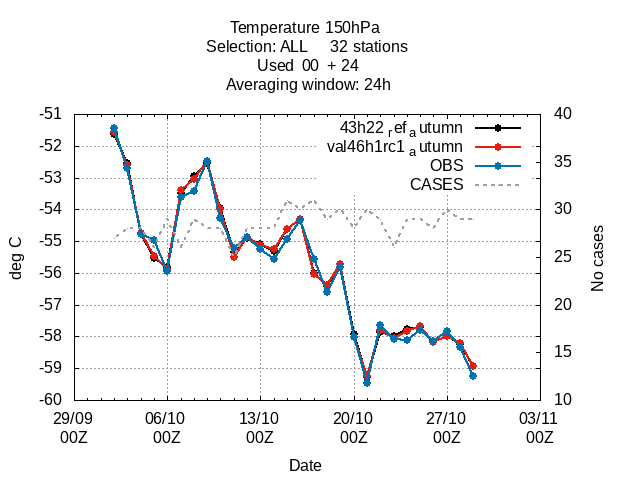 Temperature 150hPa
Selection: ALL 32 stations
Used 00 + 24
Averaging window: 24h
-51
-52
-53
-54
-55
-56
-57
-58
-59
-60
deg C
40
35
30
25
20
15
10
No cases
43h22refautumn
val46h1rc1autumn
OBS
CASES
29/09 06/10 13/10 20/10 27/10 03/11
00Z 00Z 00Z 00Z 00Z 00Z
Date